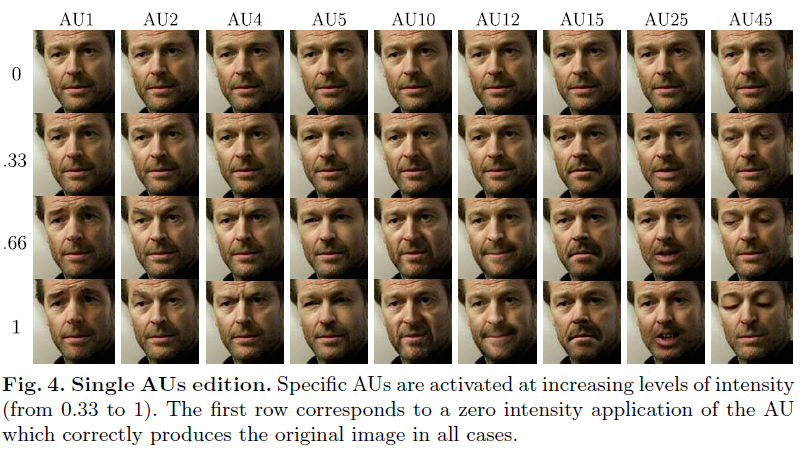 AU1 AU2 AU4 AU5 AU10 AU12 AU15 AU25 AU45
0
.33
.66
1
Fig. 4. Single AUs edition. Specific AUs are activated at increasing levels of intensity
(from 0.33 to 1). The first row corresponds to a zero intensity application of the AU
which correctly produces the original image in all cases.